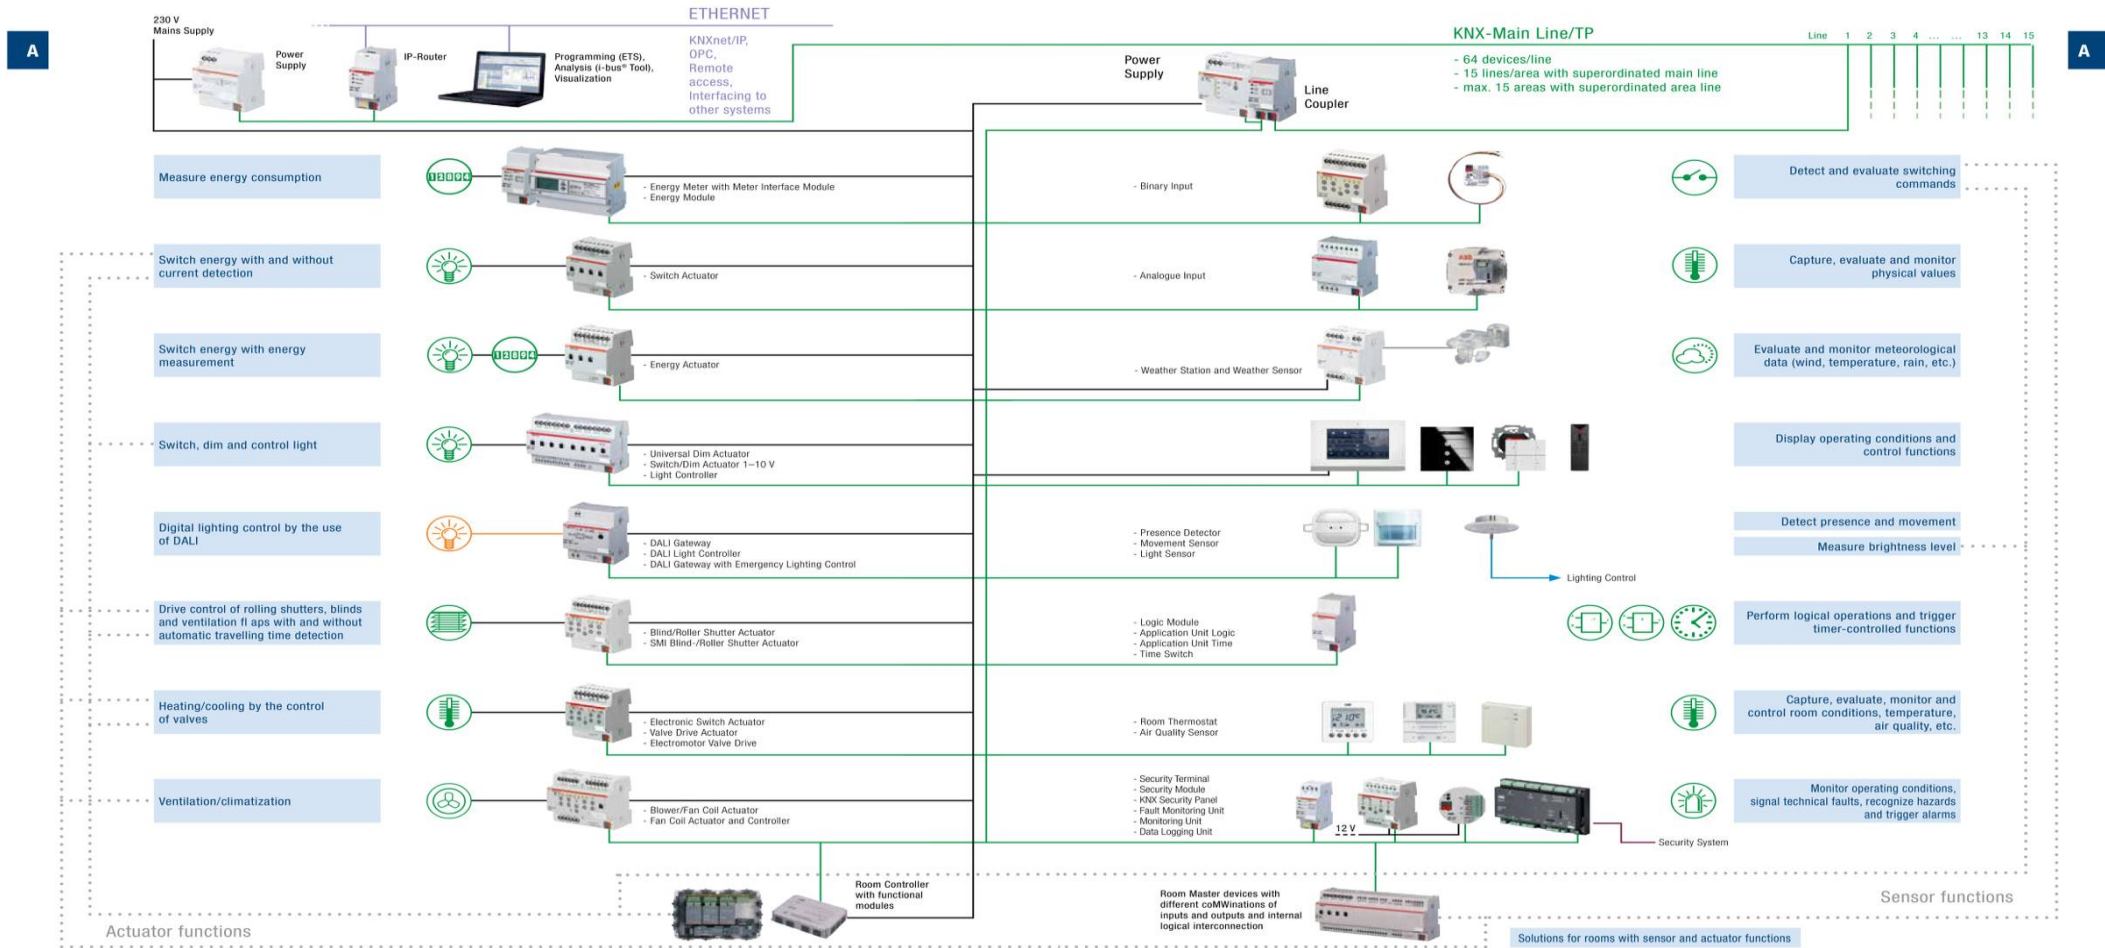 A
230 V
Mains Supply
Power
Supply
IP-Router
Programming (ETS),
Analysis (i-bus® Tool),
Visualization
ETHERNET
KNXnet/IP,
OPC,
Remote
access,
Interfacing to
other systems
Power
Supply
Line
Coupler
KNX-Main Line/TP
- 64 devices/line
- 15 lines/area with superordinated main line
- max. 15 areas with superordinated area line
Line 1 2 3 4 ... ... 13 14 15
A
Measure energy consumption
- Energy Meter with Meter Interface Module
- Energy Module
- Binary Input
Detect and evaluate switching
commands
Switch energy with and without
current detection
- Switch Actuator
- Analogue Input
ABB
Capture, evaluate and monitor
physical values
Switch energy with energy
measurement
- Energy Actuator
- Weather Station and Weather Sensor
Evaluate and monitor meteorological
data (wind, temperature, rain, etc.)
Switch, dim and control light
- Universal Dim Actuator
- Switch/Dim Actuator 1–10 V
- Light Controller
Display operating conditions and
control functions
Digital lighting control by the use
of DALI
- DALI Gateway
- DALI Light Controller
- DALI Gateway with Emergency Lighting Control
- Presence Detector
- Movement Sensor
- Light Sensor
Lighting Control
Detect presence and movement
Measure brightness level
Drive control of rolling shutters, blinds
and ventilation fl aps with and without
automatic travelling time detection
- Blind/Roller Shutter Actuator
- SMI Blind-/Roller Shutter Actuator
- Logic Module
- Application Unit Logic
- Application Unit Time
- Time Switch
Perform logical operations and trigger
timer-controlled functions
Heating/cooling by the control
of valves
- Electronic Switch Actuator
- Valve Drive Actuator
- Electromotor Valve Drive
- Room Thermostat
- Air Quality Sensor
Capture, evaluate, monitor and
control room conditions, temperature,
air quality, etc.
Ventilation/climatization
- Blower/Fan Coil Actuator
- Fan Coil Actuator and Controller
- Security Terminal
- Security Module
- KNX Security Panel
- Fault Monitoring Unit
- Monitoring Unit
- Data Logging Unit
12 V
Security System
Monitor operating conditions,
signal technical faults, recognize hazards
and trigger alarms
Room Controller
with functional
modules
Room Master devices with
different coMWinations of
inputs and outputs and internal
logical interconnection
Sensor functions
Actuator functions
Solutions for rooms with sensor and actuator functions